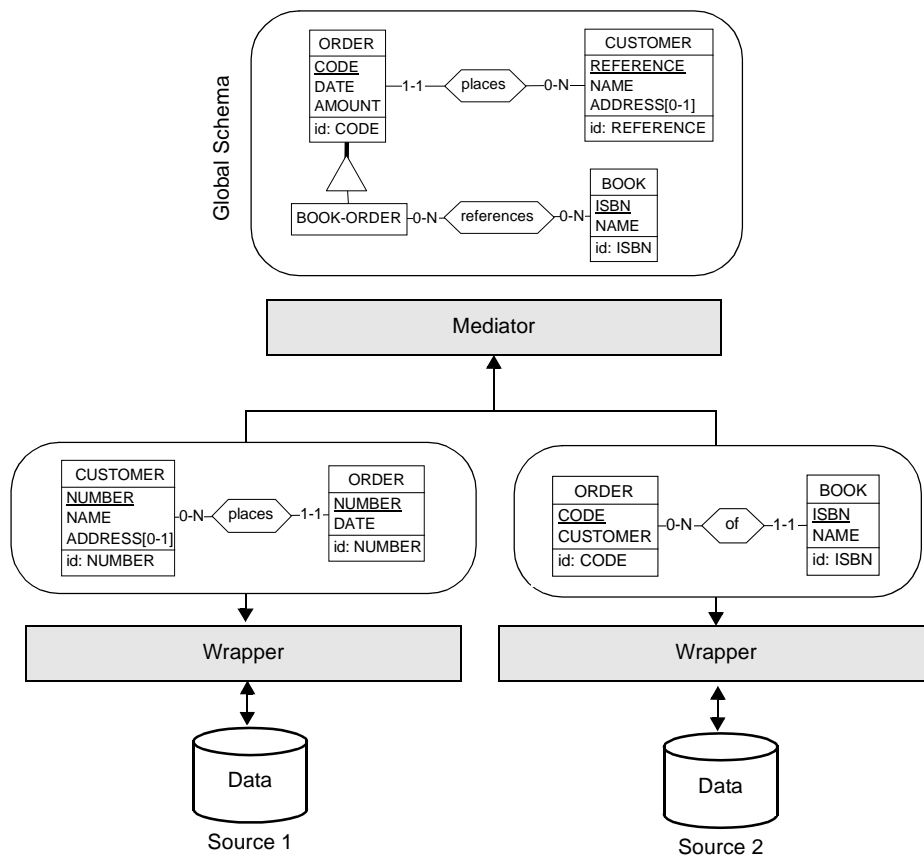 Global Schema
ORDER
CODE
DATE
AMOUNT
id: CODE
1-1
places
0-N
CUSTOMER
REFERENCE
NAME
ADDRESS[0-1]
id: REFERENCE
BOOK-ORDER
0-N
references
0-N
BOOK
ISBN
NAME
id: ISBN
Mediator
CUSTOMER
NUMBER
NAME
ADDRESS[0-1]
id: NUMBER
0-N
places
1-1
ORDER
NUMBER
DATE
id: NUMBER
ORDER
CODE
CUSTOMER
id: CODE
0-N
of
1-1
BOOK
ISBN
NAME
id: ISBN
Wrapper
Wrapper
Data
Data
Source 1
Source 2